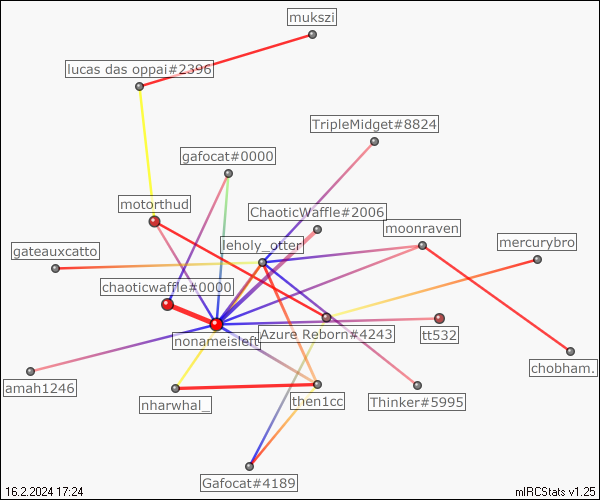 mukszi
lucas das oppai#2396
TripleMidget#8824
gafocat#0000
motorthud
ChaoticWaffle#2006
moonraven
gateauxcatto
leholy_otter
mercurybro
chaoticwaffle#0000
nonameisleft
Azure Reborn#4243
tt532
amah1246
chobham.
nharwhal_
then1cc
Thinker#5995
Gafocat#4189
16.2.2024 17:24
mIRCStats v1.25